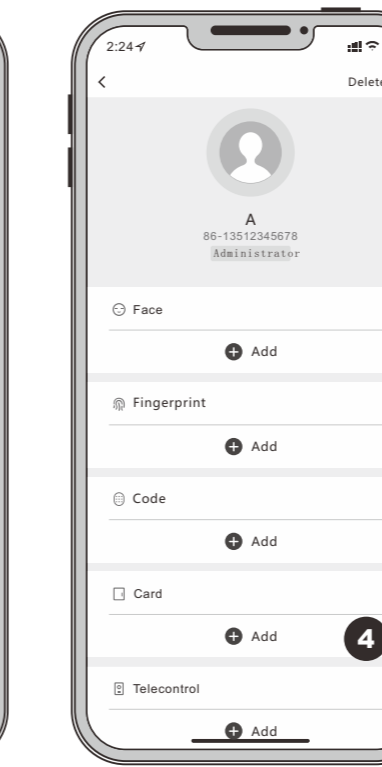 2:24
Delete
A
86-13512345678
Administrator
Face
Add
Fingerprint
Add
Code
Add
Card
Add
4
Telecontrol
Add